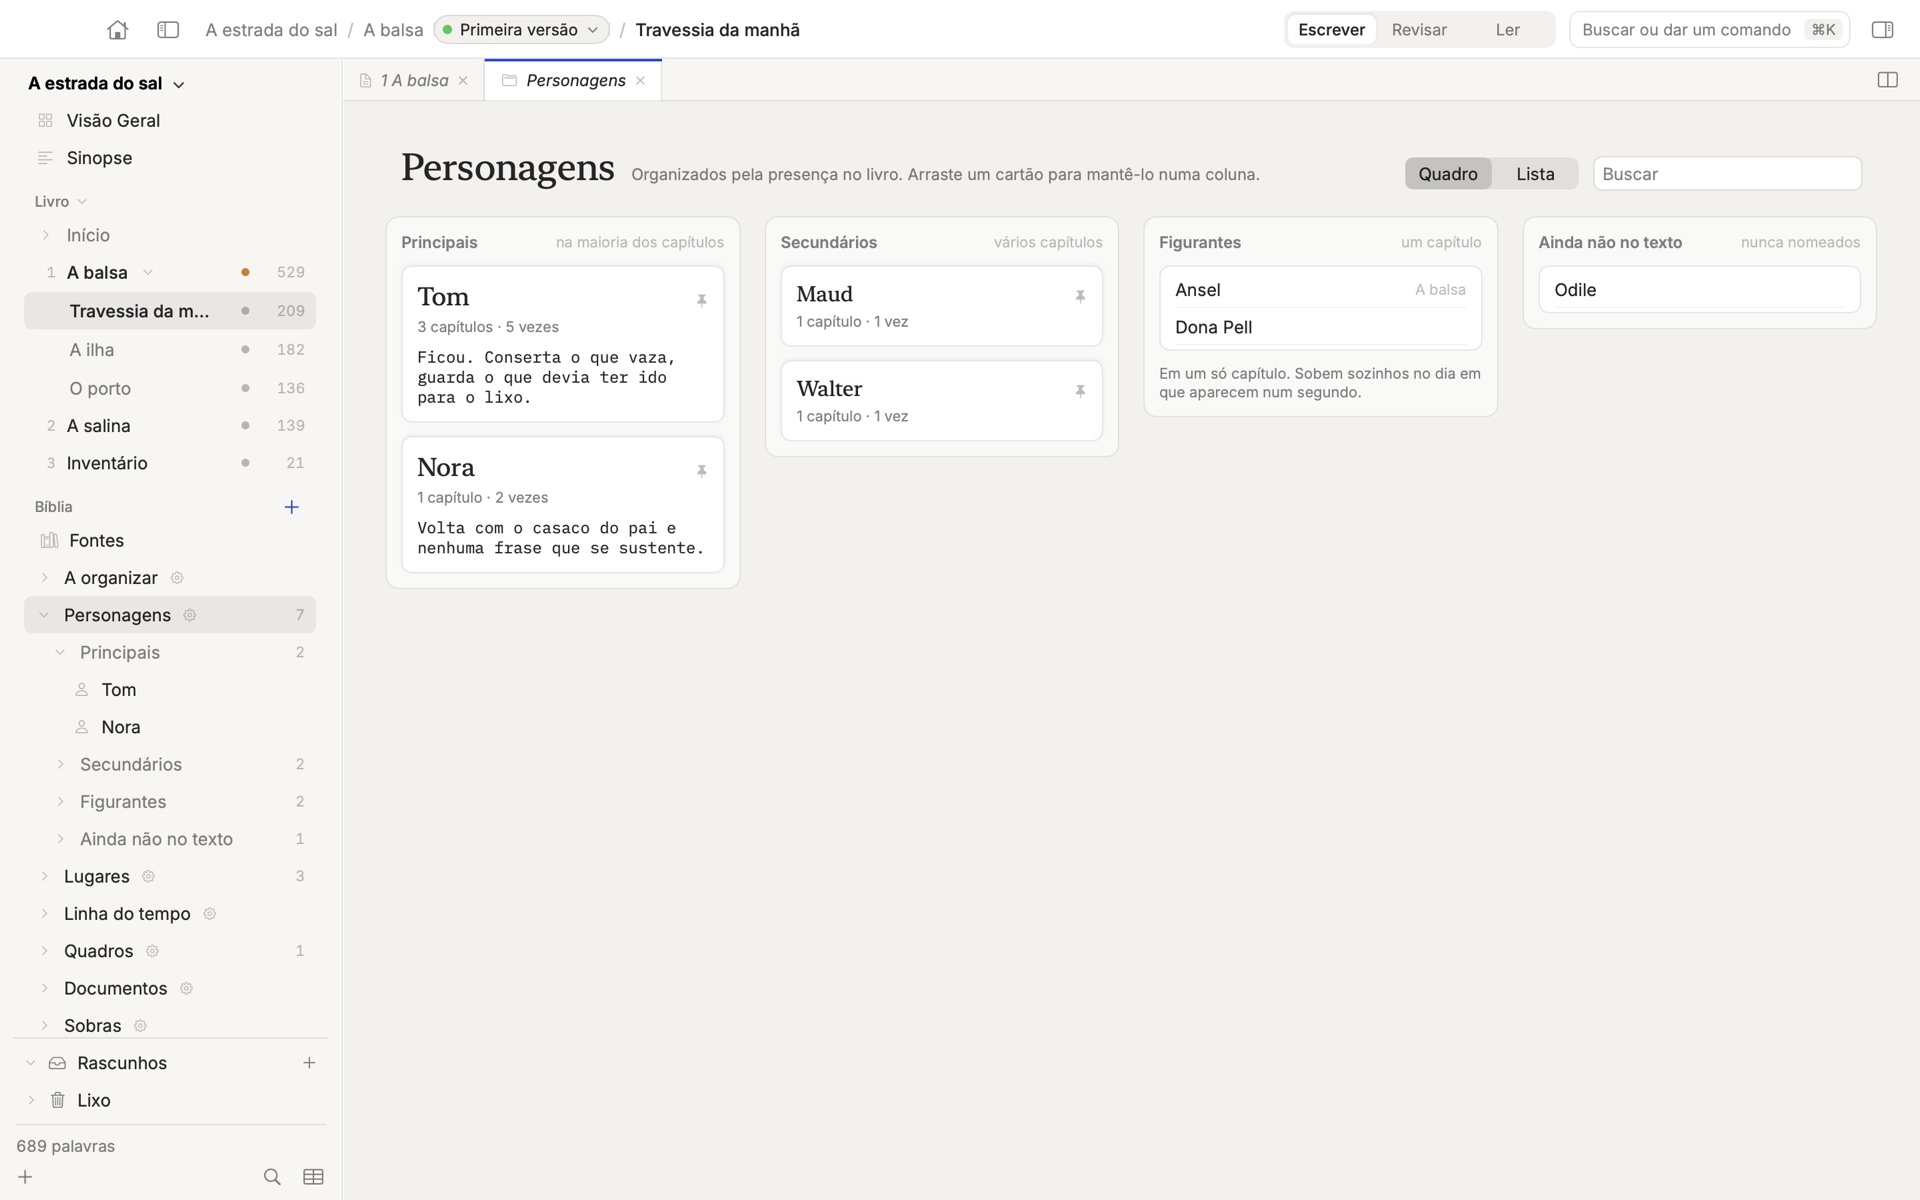 A estrada do sal / A balsa Primeira versão / Travessia da manhã
Escrever Revisar Ler
Buscar ou dar um comando ⌘K
A estrada do sal
Visão Geral
Sinopse
Livro
Início
1 A balsa 529
Travessia da m... 209
A ilha 182
O porto 136
2 A salina 139
3 Inventário 21
Bíblia
Fontes
A organizar
Personagens 7
Principais 2
Tom
Nora
Secundários 2
Figurantes 2
Ainda não no texto 1
Lugares 3
Linha do tempo
Quadros 1
Documentos
Sobras
Rascunhos
Lixo
689 palavras
1 A balsa
Personagens
Personagens Organizados pela presença no livro. Arraste um cartão para mantê-lo numa coluna.
Quadro Lista
Buscar
Principais na maioria dos capítulos
Tom
3 capítulos · 5 vezes
Ficou. Conserta o que vaza,
guarda o que devia ter ido
para o lixo.
Nora
1 capítulo · 2 vezes
Volta com o casaco do pai e
nenhuma frase que se sustente.
Secundários vários capítulos
Maud
1 capítulo · 1 vez
Walter
1 capítulo · 1 vez
Figurantes um capítulo
Ansel A balsa
Dona Pell
Em um só capítulo. Sobem sozinhos no dia em
que aparecem num segundo.
Ainda não no texto nunca nomeados
Odile